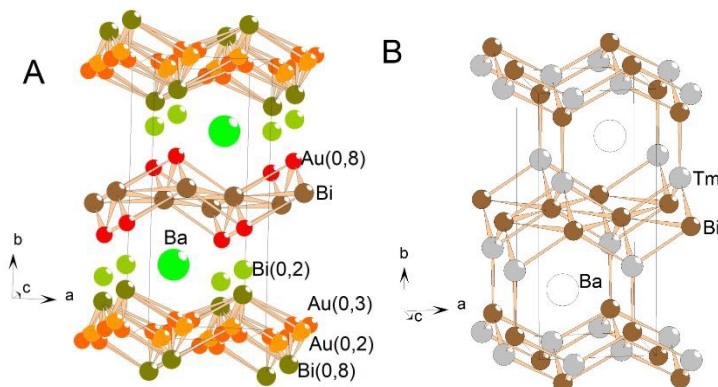 A
Au(0,8)
Bi
Ba
Bi(0,2)
Au(0,3)
Au(0,2)
Bi(0,8)
b
c
a
B
Tm
Bi
Ba
b
c
a